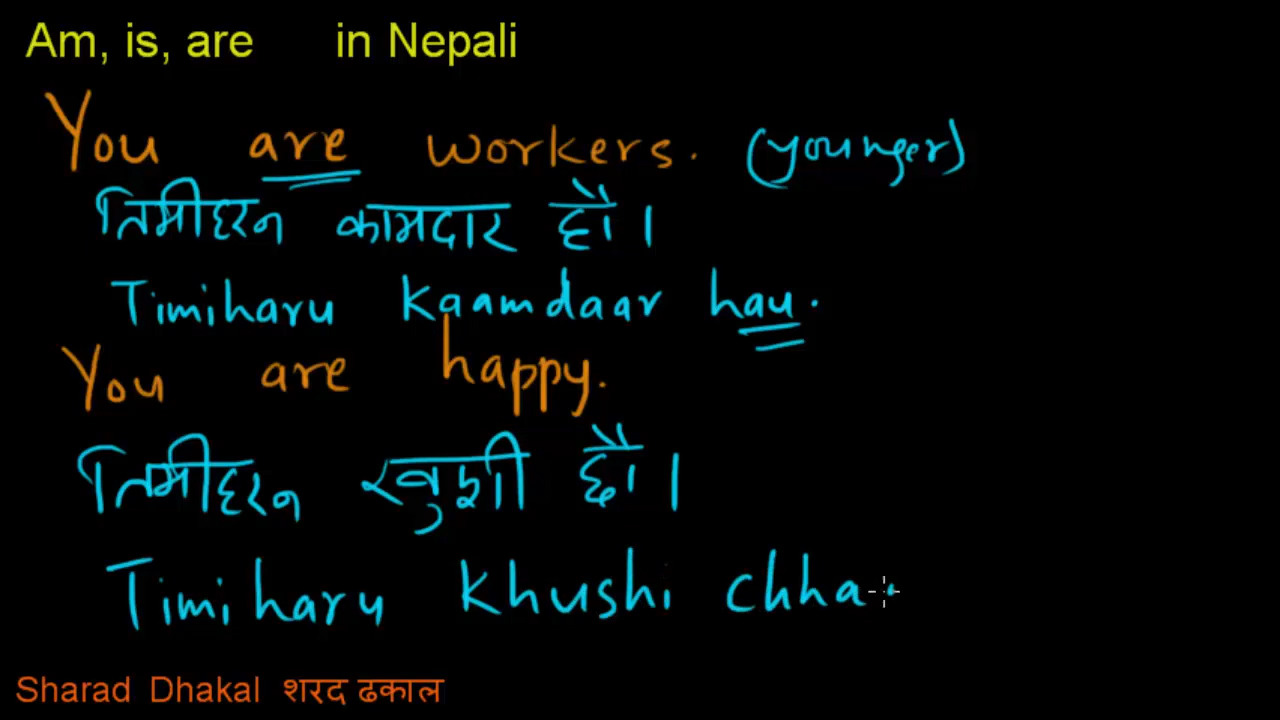 Am, is, are in Nepali
You are workers. (younger)
तिमीहरू कामदार हौ।
Timiharu Kaamdaar hau.
You are happy.
तिमीहरू खुशी छौ।
Timiharu Khushi chha
Sharad Dhakal शरद ढकाल